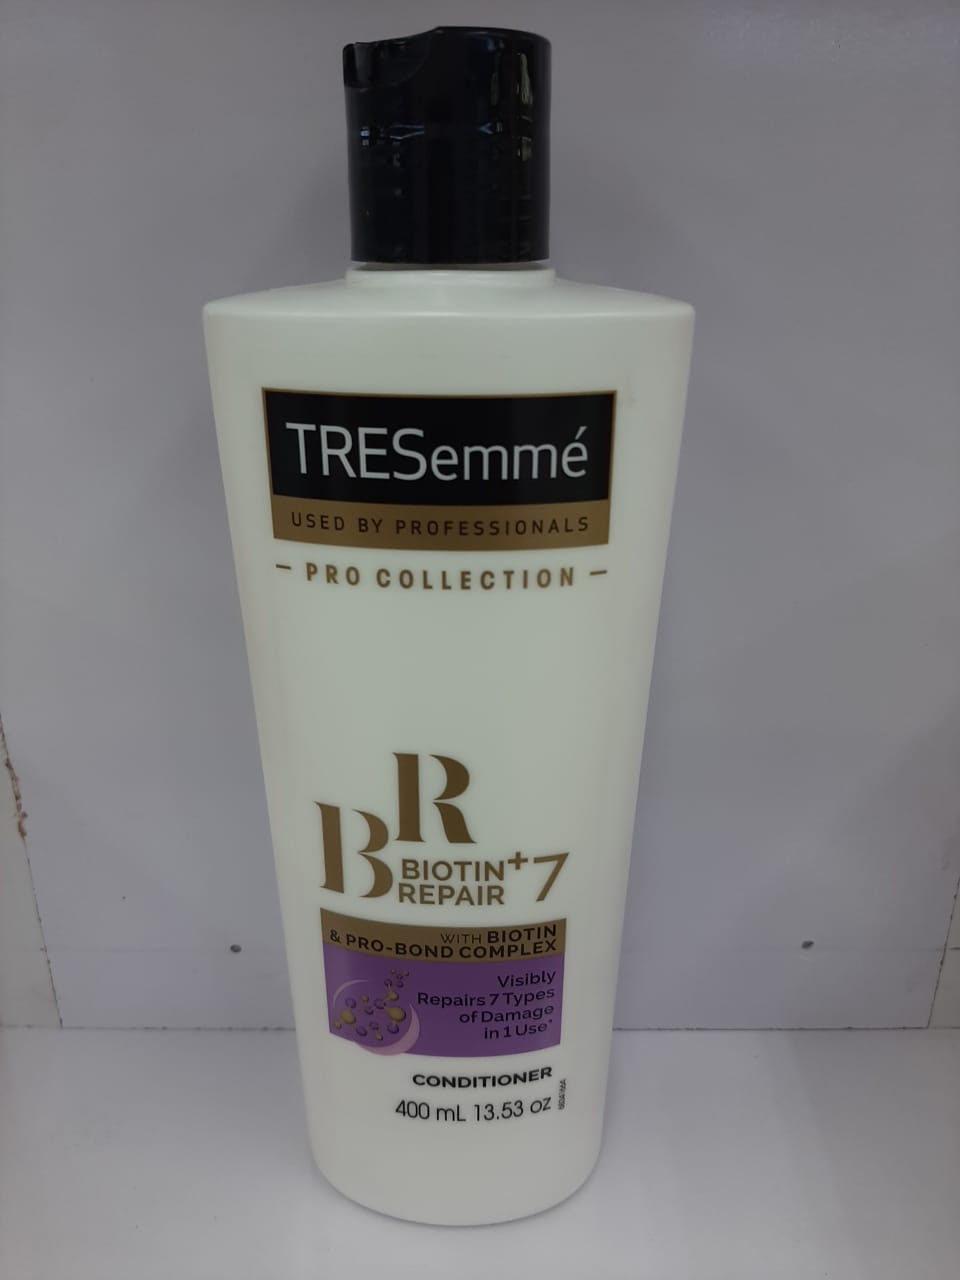 TRESemmé
USED BY PROFESSIONALS
– PRO COLLECTION –
BR
BIOTIN+7
REPAIR
WITH BIOTIN
& PRO-BOND COMPLEX
Visibly
Repairs 7 Types
of Damage
in 1 Use*
CONDITIONER
400 mL 13.53 oz